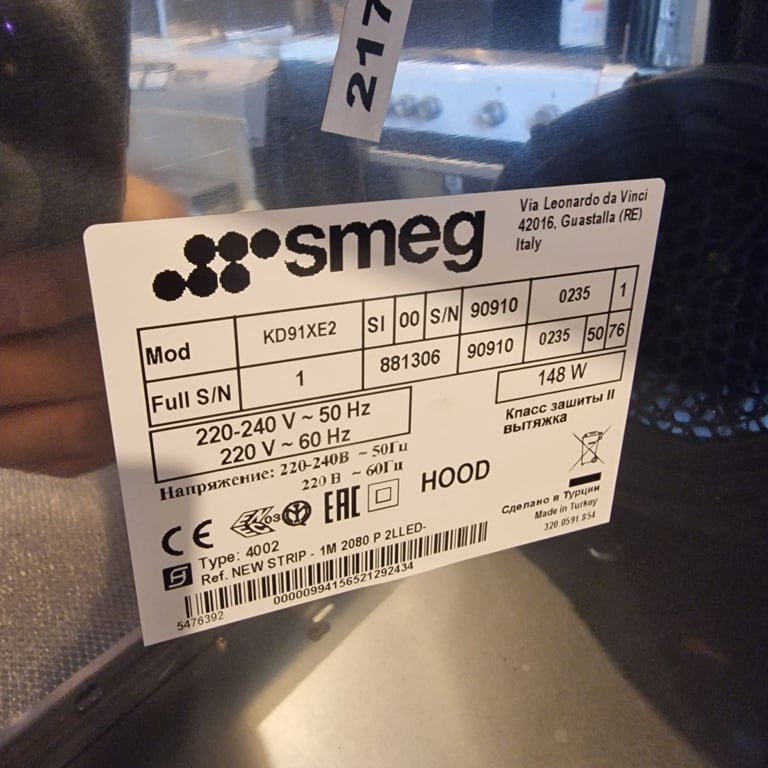 217
smeg
Via Leonardo da Vinci
42016, Guastalla (RE)
Italy
Mod KD91XE2 SI 00 S/N 90910 0235 1
Full S/N 1 881306 90910 0235 50 76
220-240 V ~ 50 Hz
220 V ~ 60 Hz
148 W
Напряжение: 220-240В ~ 50Гц
220 В ~ 60Гц
Класс зашиты II
вытяжка
CE
03
EAC
HOOD
Сделано в Турции
Made in Turkey
320.0591.854
Type: 4002
Ref. NEW STRIP - 1M 2080 P 2LLED-
00000994156521292434
5476392